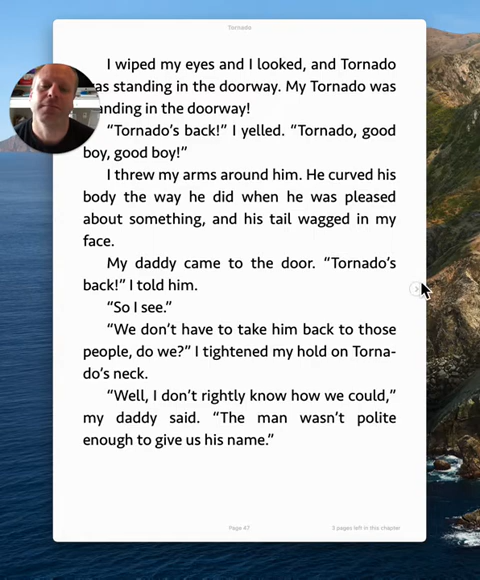 Tornado
I wiped my eyes and I looked, and Tornado
as standing in the doorway. My Tornado was
anding in the doorway!
“Tornado’s back!” I yelled. “Tornado, good
boy, good boy!”
I threw my arms around him. He curved his
body the way he did when he was pleased
about something, and his tail wagged in my
face.
My daddy came to the door. “Tornado’s
back!” I told him.
“So I see.”
“We don’t have to take him back to those
people, do we?” I tightened my hold on Torna-
do’s neck.
“Well, I don’t rightly know how we could,”
my daddy said. “The man wasn’t polite
enough to give us his name.”
Page 47
3 pages left in this chapter